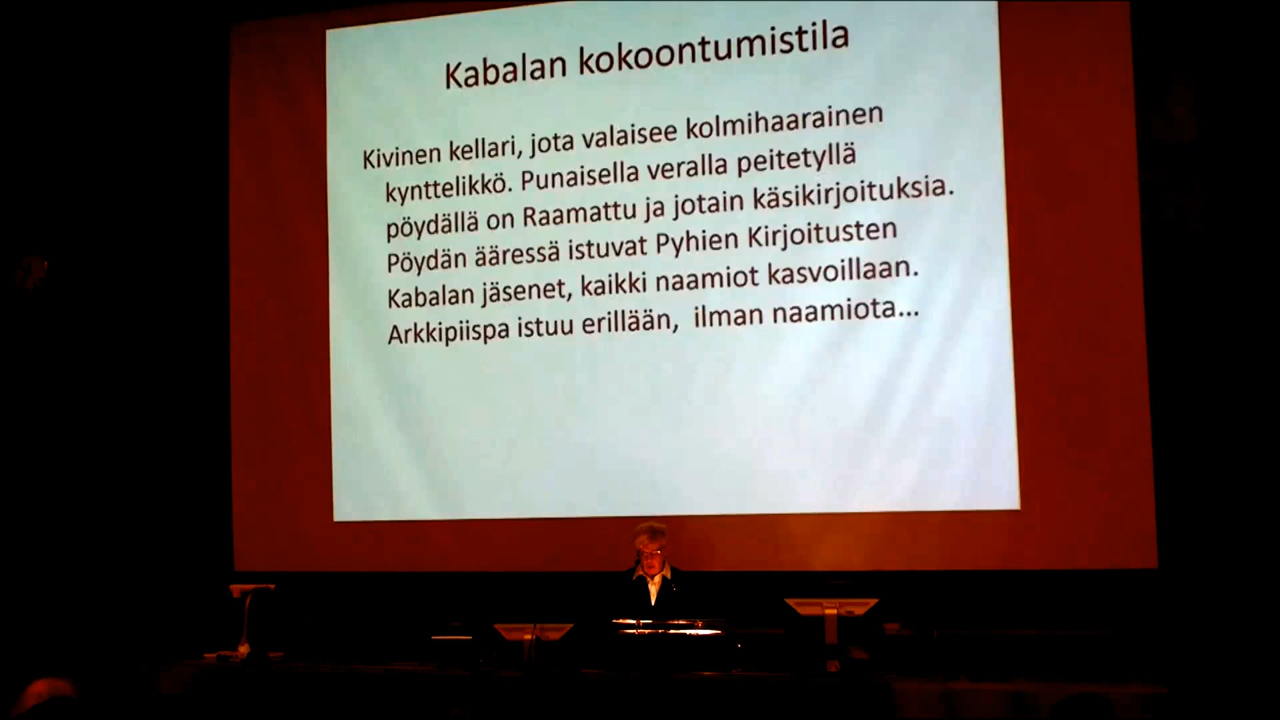 Kabalan kokoontumistila
Kivinen kellari, jota valaisee kolmihaarainen
kynttelikkö. Punaisella veralla peitetyllä
pöydällä on Raamattu ja jotain käsikirjoituksia.
Pöydän ääressä istuvat Pyhien Kirjoitusten
Kabalan jäsenet, kaikki naamiot kasvoillaan.
Arkkipiispa istuu erillään, ilman naamiota...